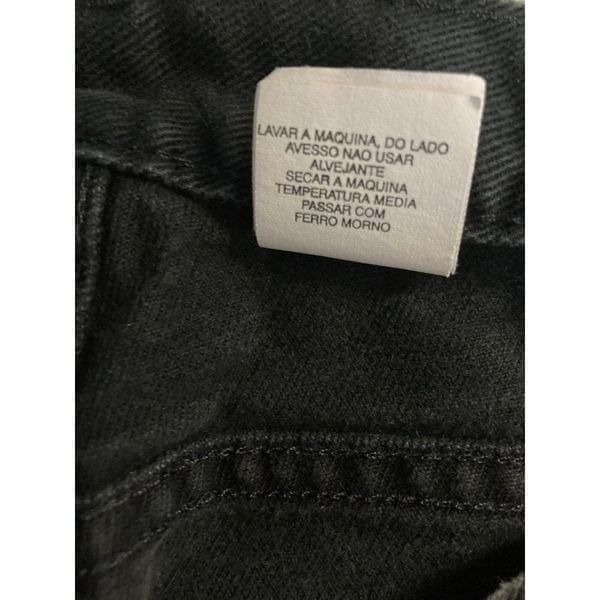 LAVAR A MAQUINA, DO LADO
AVESSO NAO USAR
ALVEJANTE
SECAR A MAQUINA
TEMPERATURA MEDIA
PASSAR COM
FERRO MORNO